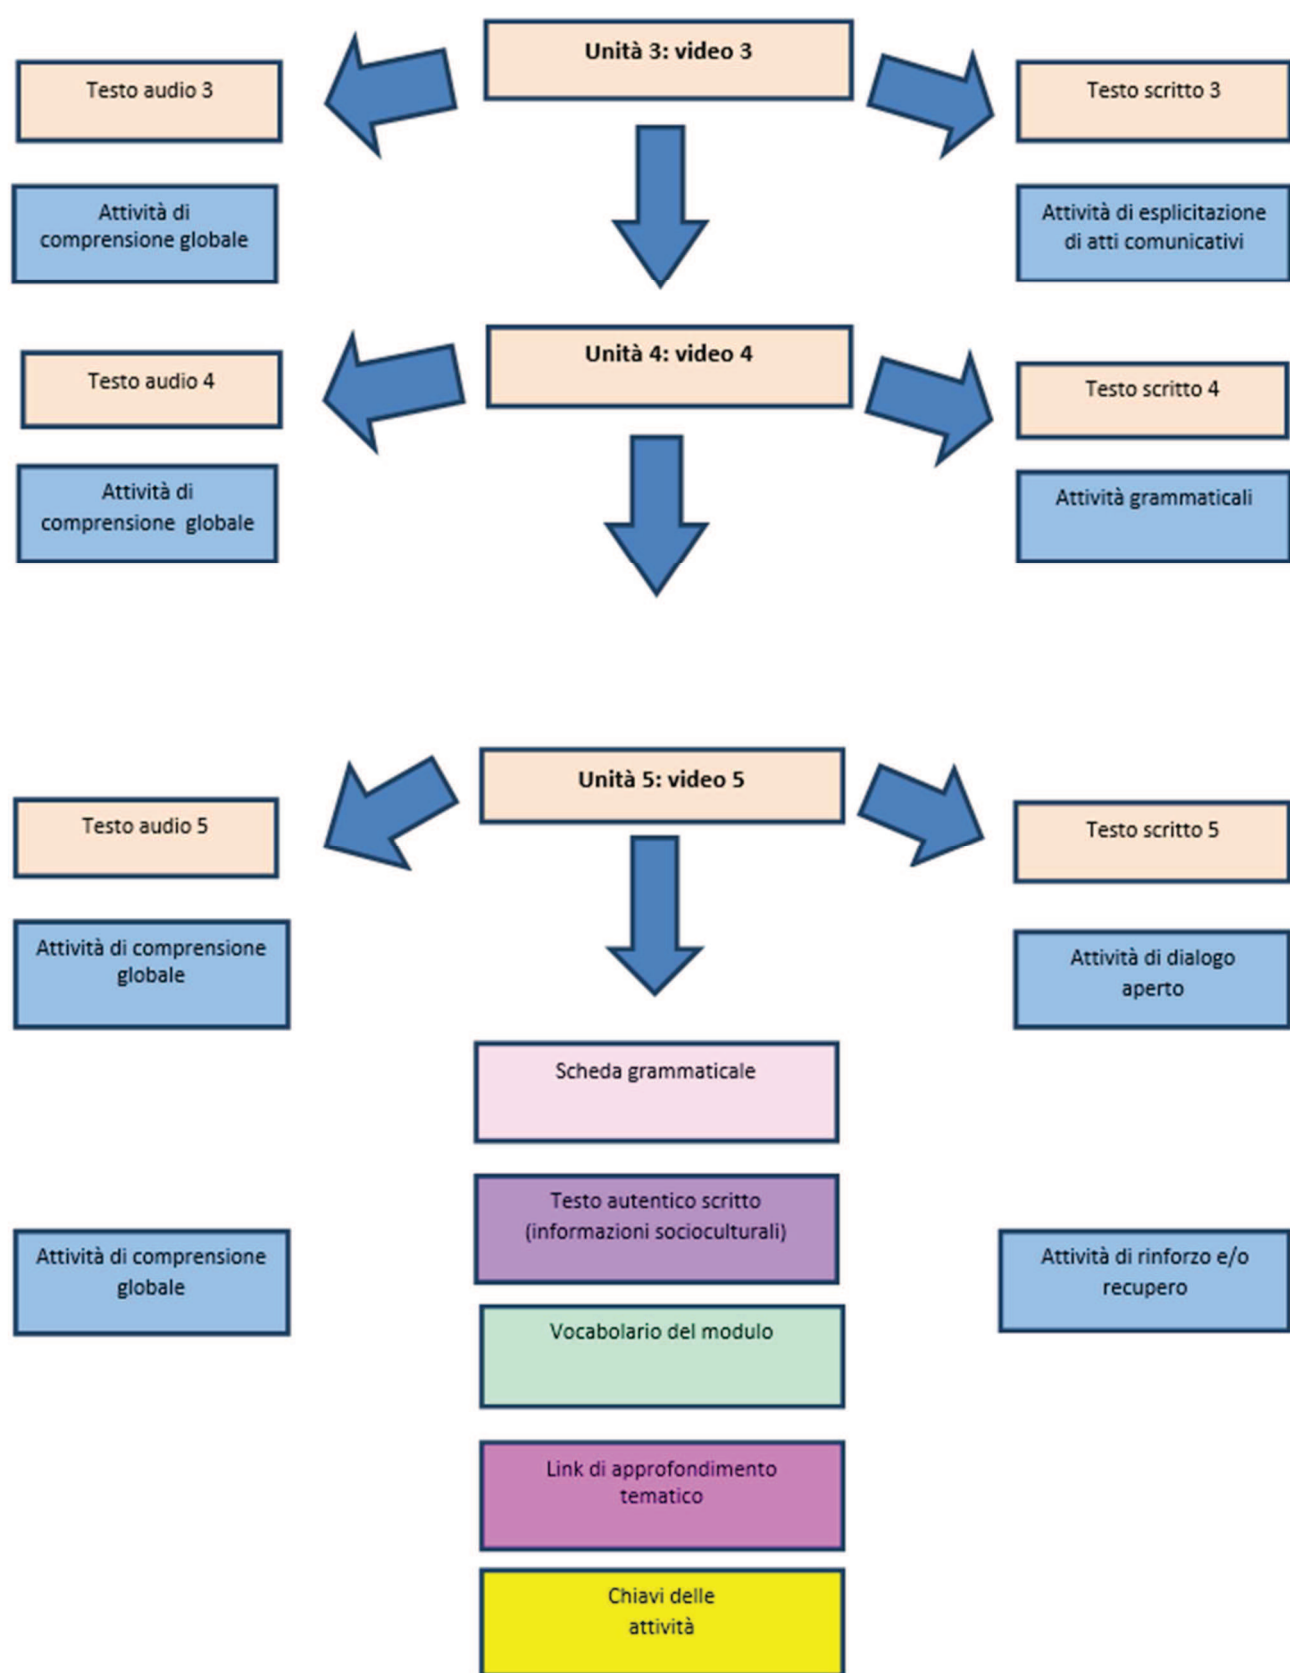 Unità 3: video 3
Testo audio 3
Testo scritto 3
Attività di
comprensione globale
Attività di esplicitazione
di atti comunicativi
Unità 4: video 4
Testo audio 4
Testo scritto 4
Attività di
comprensione globale
Attività grammaticali
Unità 5: video 5
Testo audio 5
Testo scritto 5
Attività di comprensione
globale
Attività di dialogo
aperto
Scheda grammaticale
Testo autentico scritto
(informazioni socioculturali)
Attività di comprensione
globale
Attività di rinforzo e/o
recupero
Vocabolario del modulo
Link di approfondimento
tematico
Chiavi delle
attività